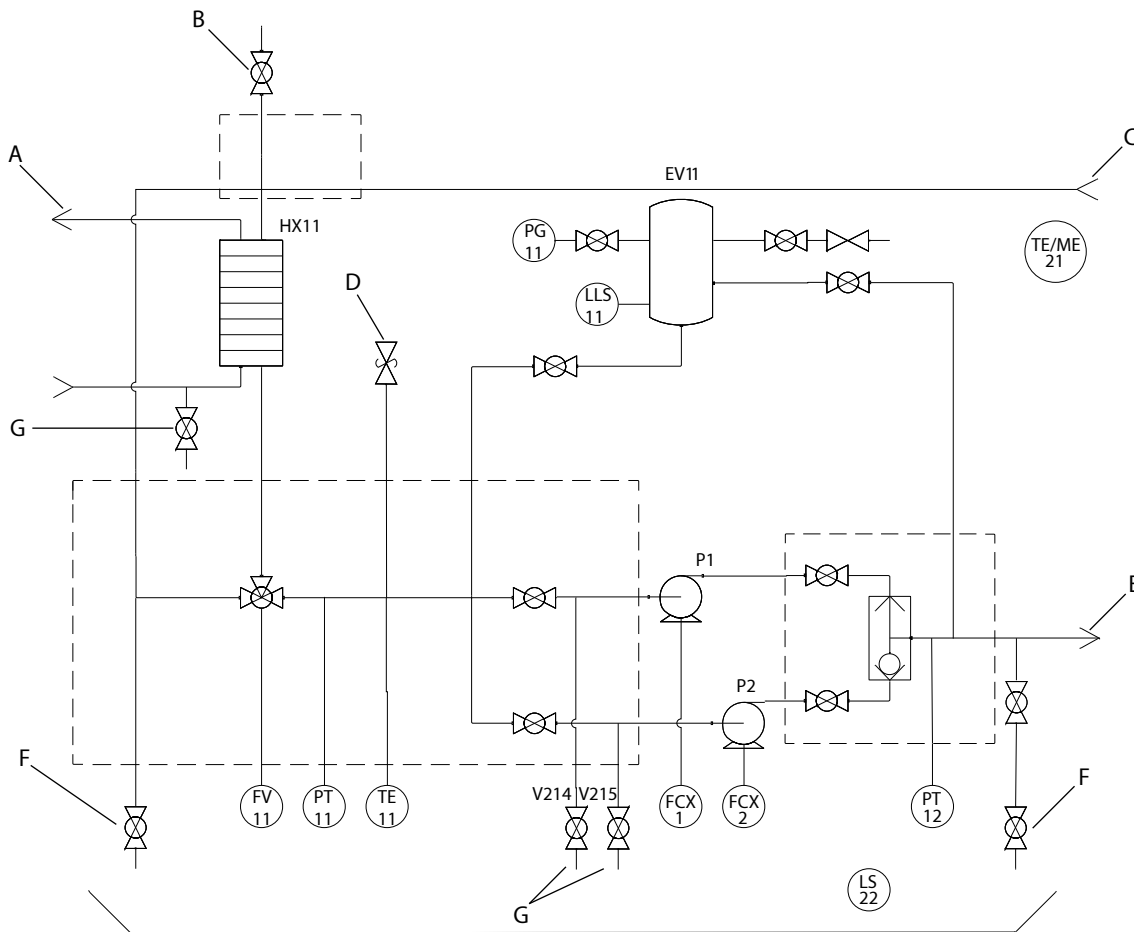 B
A
C
EV11
HX11
PG
11
TE/ME
21
D
LLS
11
G
P1
E
P2
F
V214
V215
FV
11
PT
11
TE
11
FCX
1
FCX
2
PT
12
F
LS
22
G